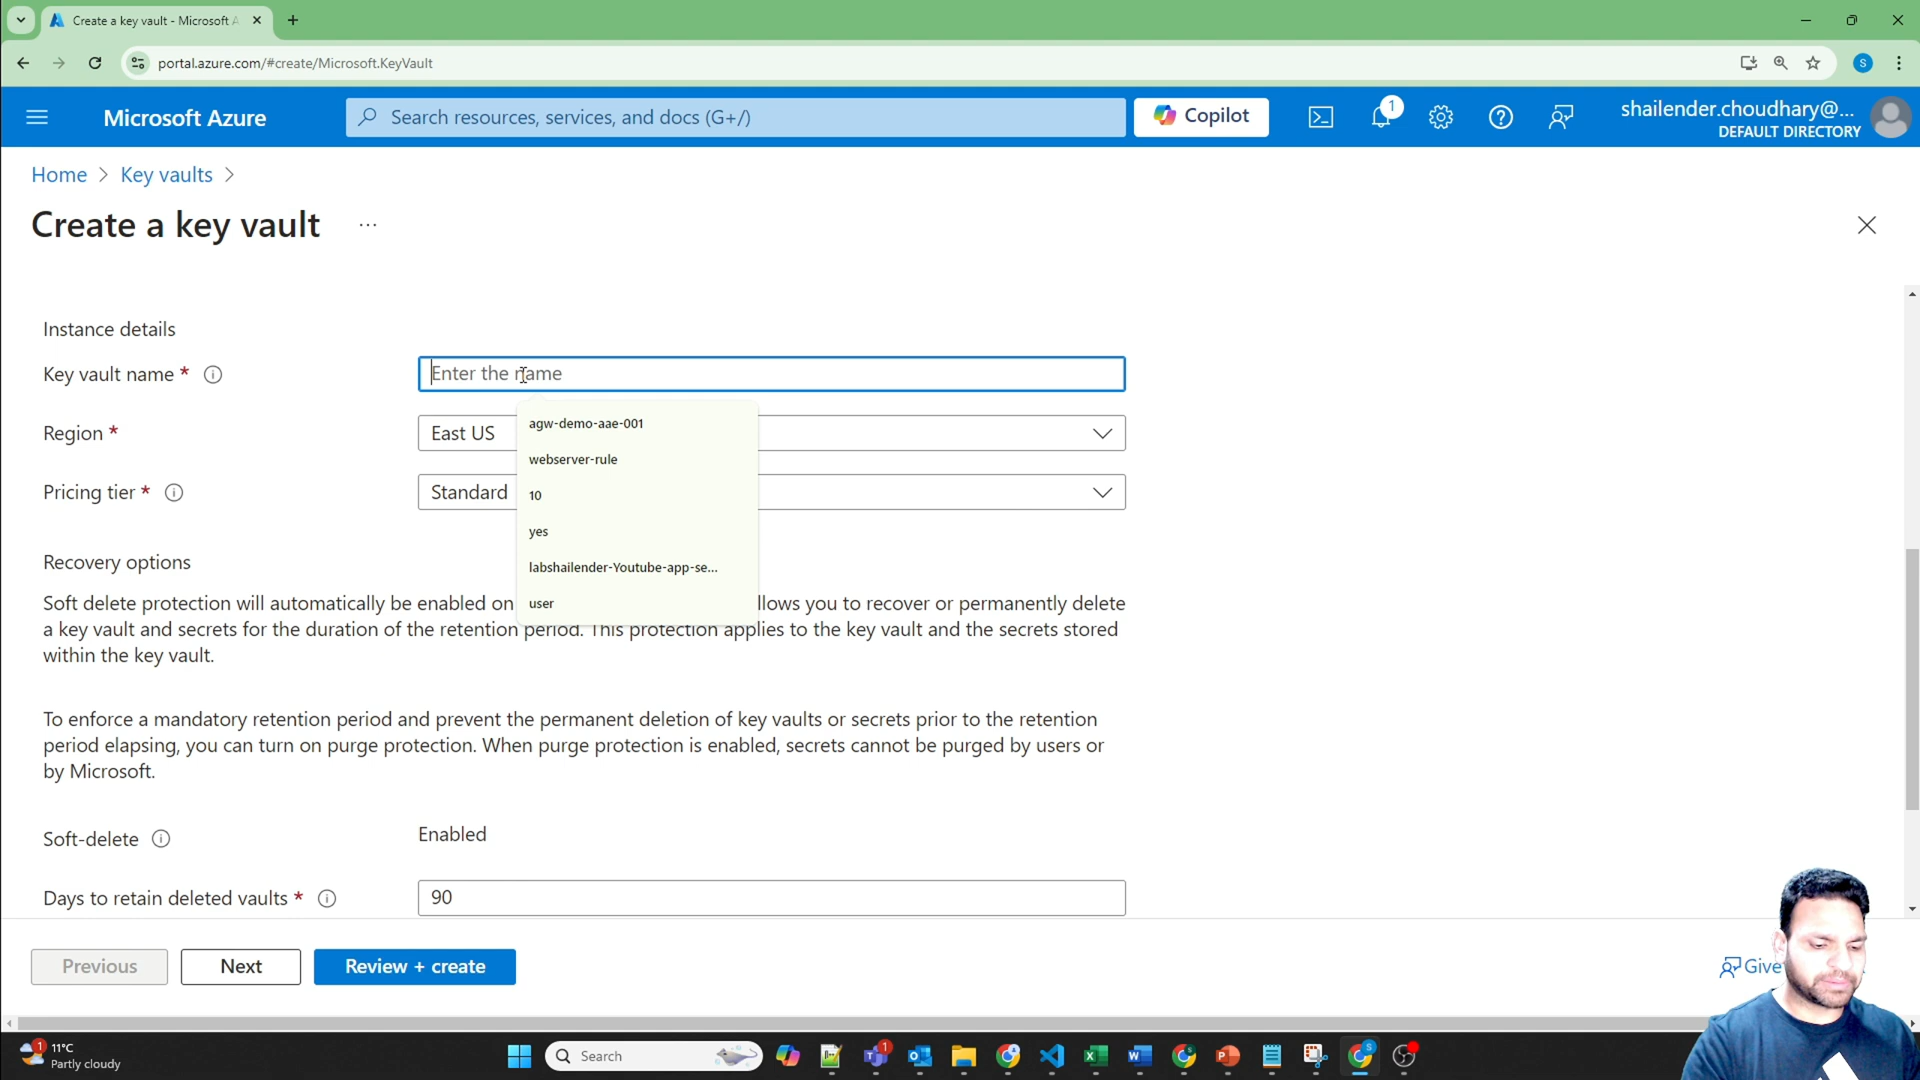 Create a key vault - Microsoft A
portal.azure.com/#create/Microsoft.KeyVault
S
Microsoft Azure
Search resources, services, and docs (G+/)
Copilot
1
shailender.choudhary@...
DEFAULT DIRECTORY
Home > Key vaults >
Create a key vault
...
Instance details
Key vault name *
Enter the name
agw-demo-aae-001
webserver-rule
10
yes
labshailender-Youtube-app-se...
user
Region *
East US
Pricing tier *
Standard
Recovery options
Soft delete protection will automatically be enabled on llows you to recover or permanently delete
a key vault and secrets for the duration of the retention period. This protection applies to the key vault and the secrets stored
within the key vault.
To enforce a mandatory retention period and prevent the permanent deletion of key vaults or secrets prior to the retention
period elapsing, you can turn on purge protection. When purge protection is enabled, secrets cannot be purged by users or
by Microsoft.
Soft-delete
Enabled
Days to retain deleted vaults *
90
Previous
Next
Review + create
Give
1
11°C
Partly cloudy
Search
1